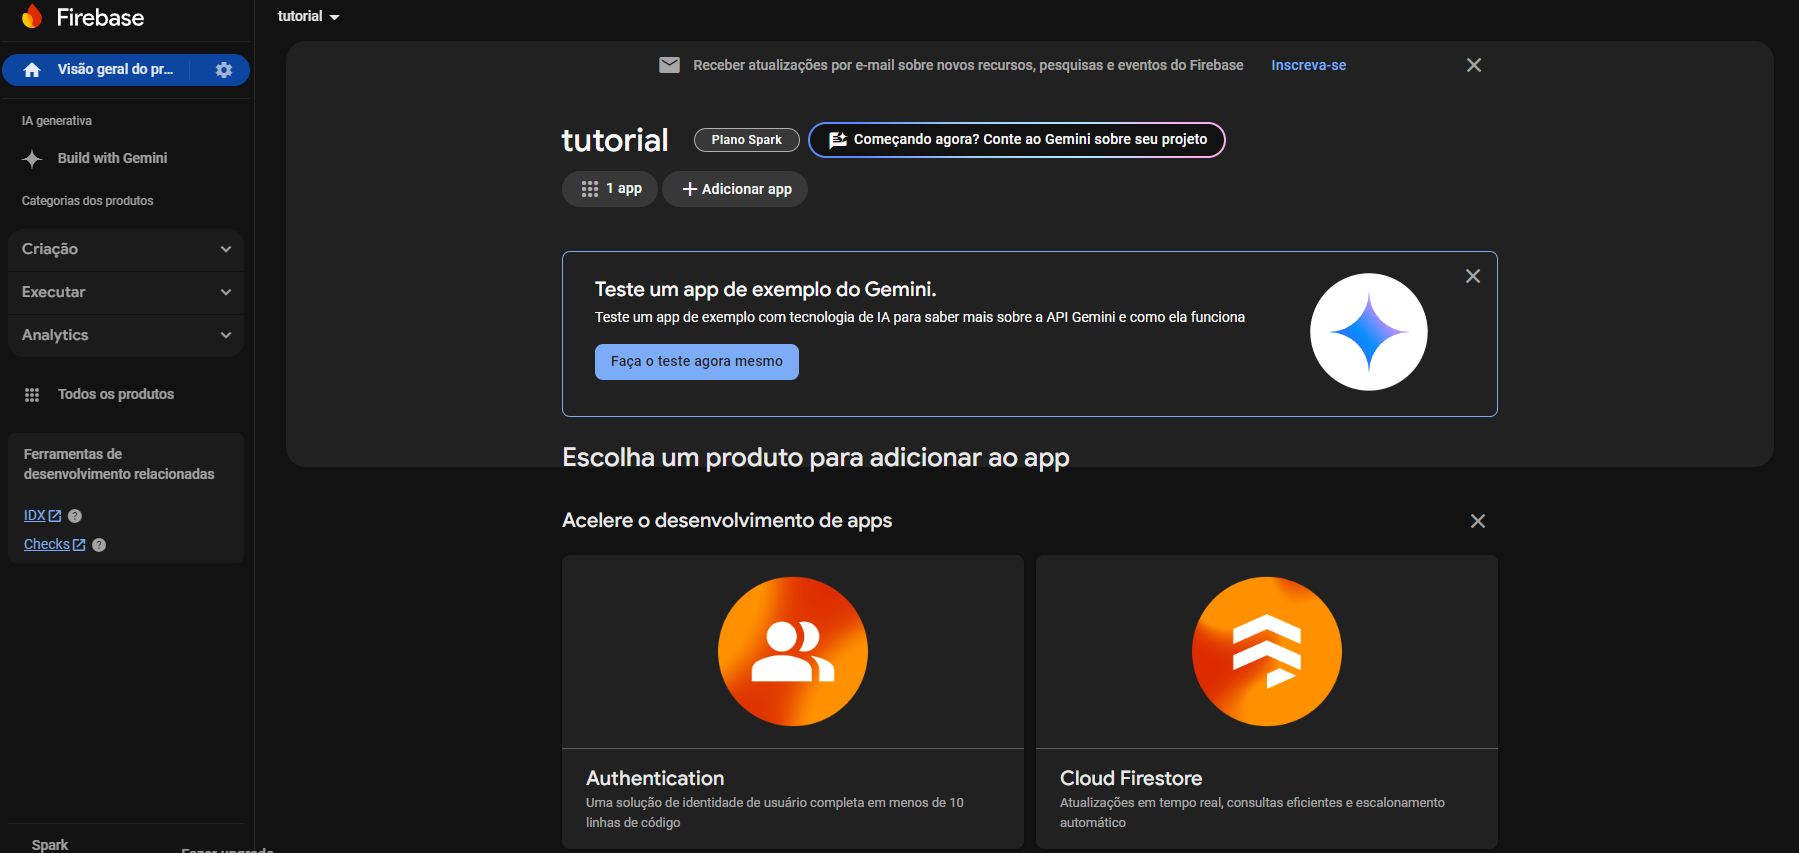 Firebase
tutorial
Visão geral do pr...
Receber atualizações por e-mail sobre novos recursos, pesquisas e eventos do Firebase Inscreva-se
IA generativa
Build with Gemini
Categorias dos produtos
Criação
Executar
Analytics
Todos os produtos
Ferramentas de
desenvolvimento relacionadas
IDX
Checks
Spark
Fazer upgrade
tutorial
Plano Spark
Começando agora? Conte ao Gemini sobre seu projeto
1 app
Adicionar app
Teste um app de exemplo do Gemini.
Teste um app de exemplo com tecnologia de IA para saber mais sobre a API Gemini e como ela funciona
Faça o teste agora mesmo
Escolha um produto para adicionar ao app
Acelere o desenvolvimento de apps
Authentication
Uma solução de identidade de usuário completa em menos de 10
linhas de código
Cloud Firestore
Atualizações em tempo real, consultas eficientes e escalonamento
automático